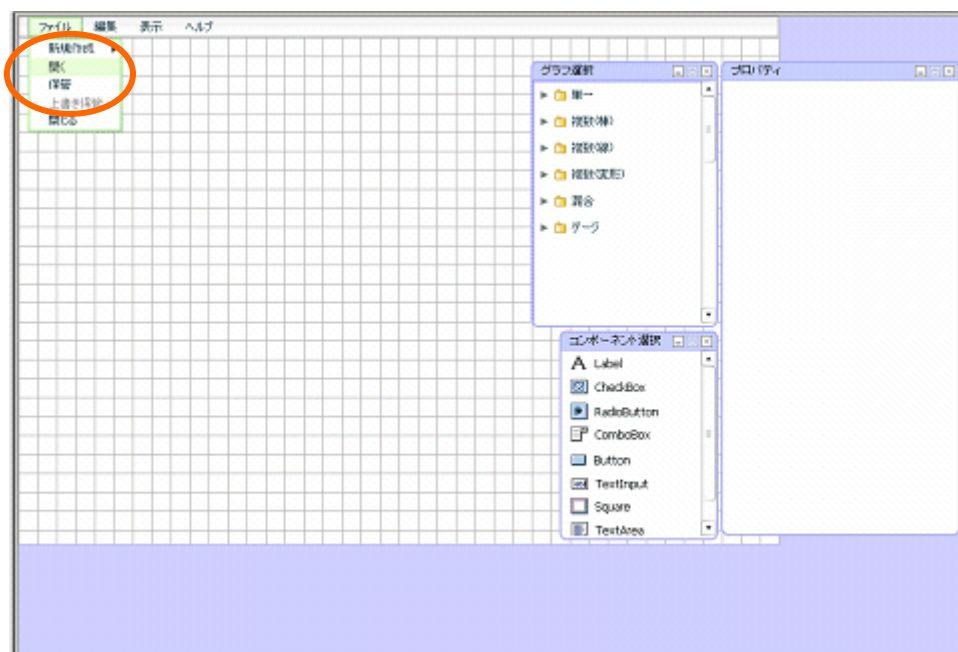 ファイル 編集 表示 ヘルプ
新規作成
開く
保管
上書き保管
閉じる
グラフ選択
単一
複数(棒)
複数(線)
複数(変形)
混合
ゲージ
プロパティ
コンポーネント選択
Label
CheckBox
RadioButton
ComboBox
Button
TextInput
Square
TextArea